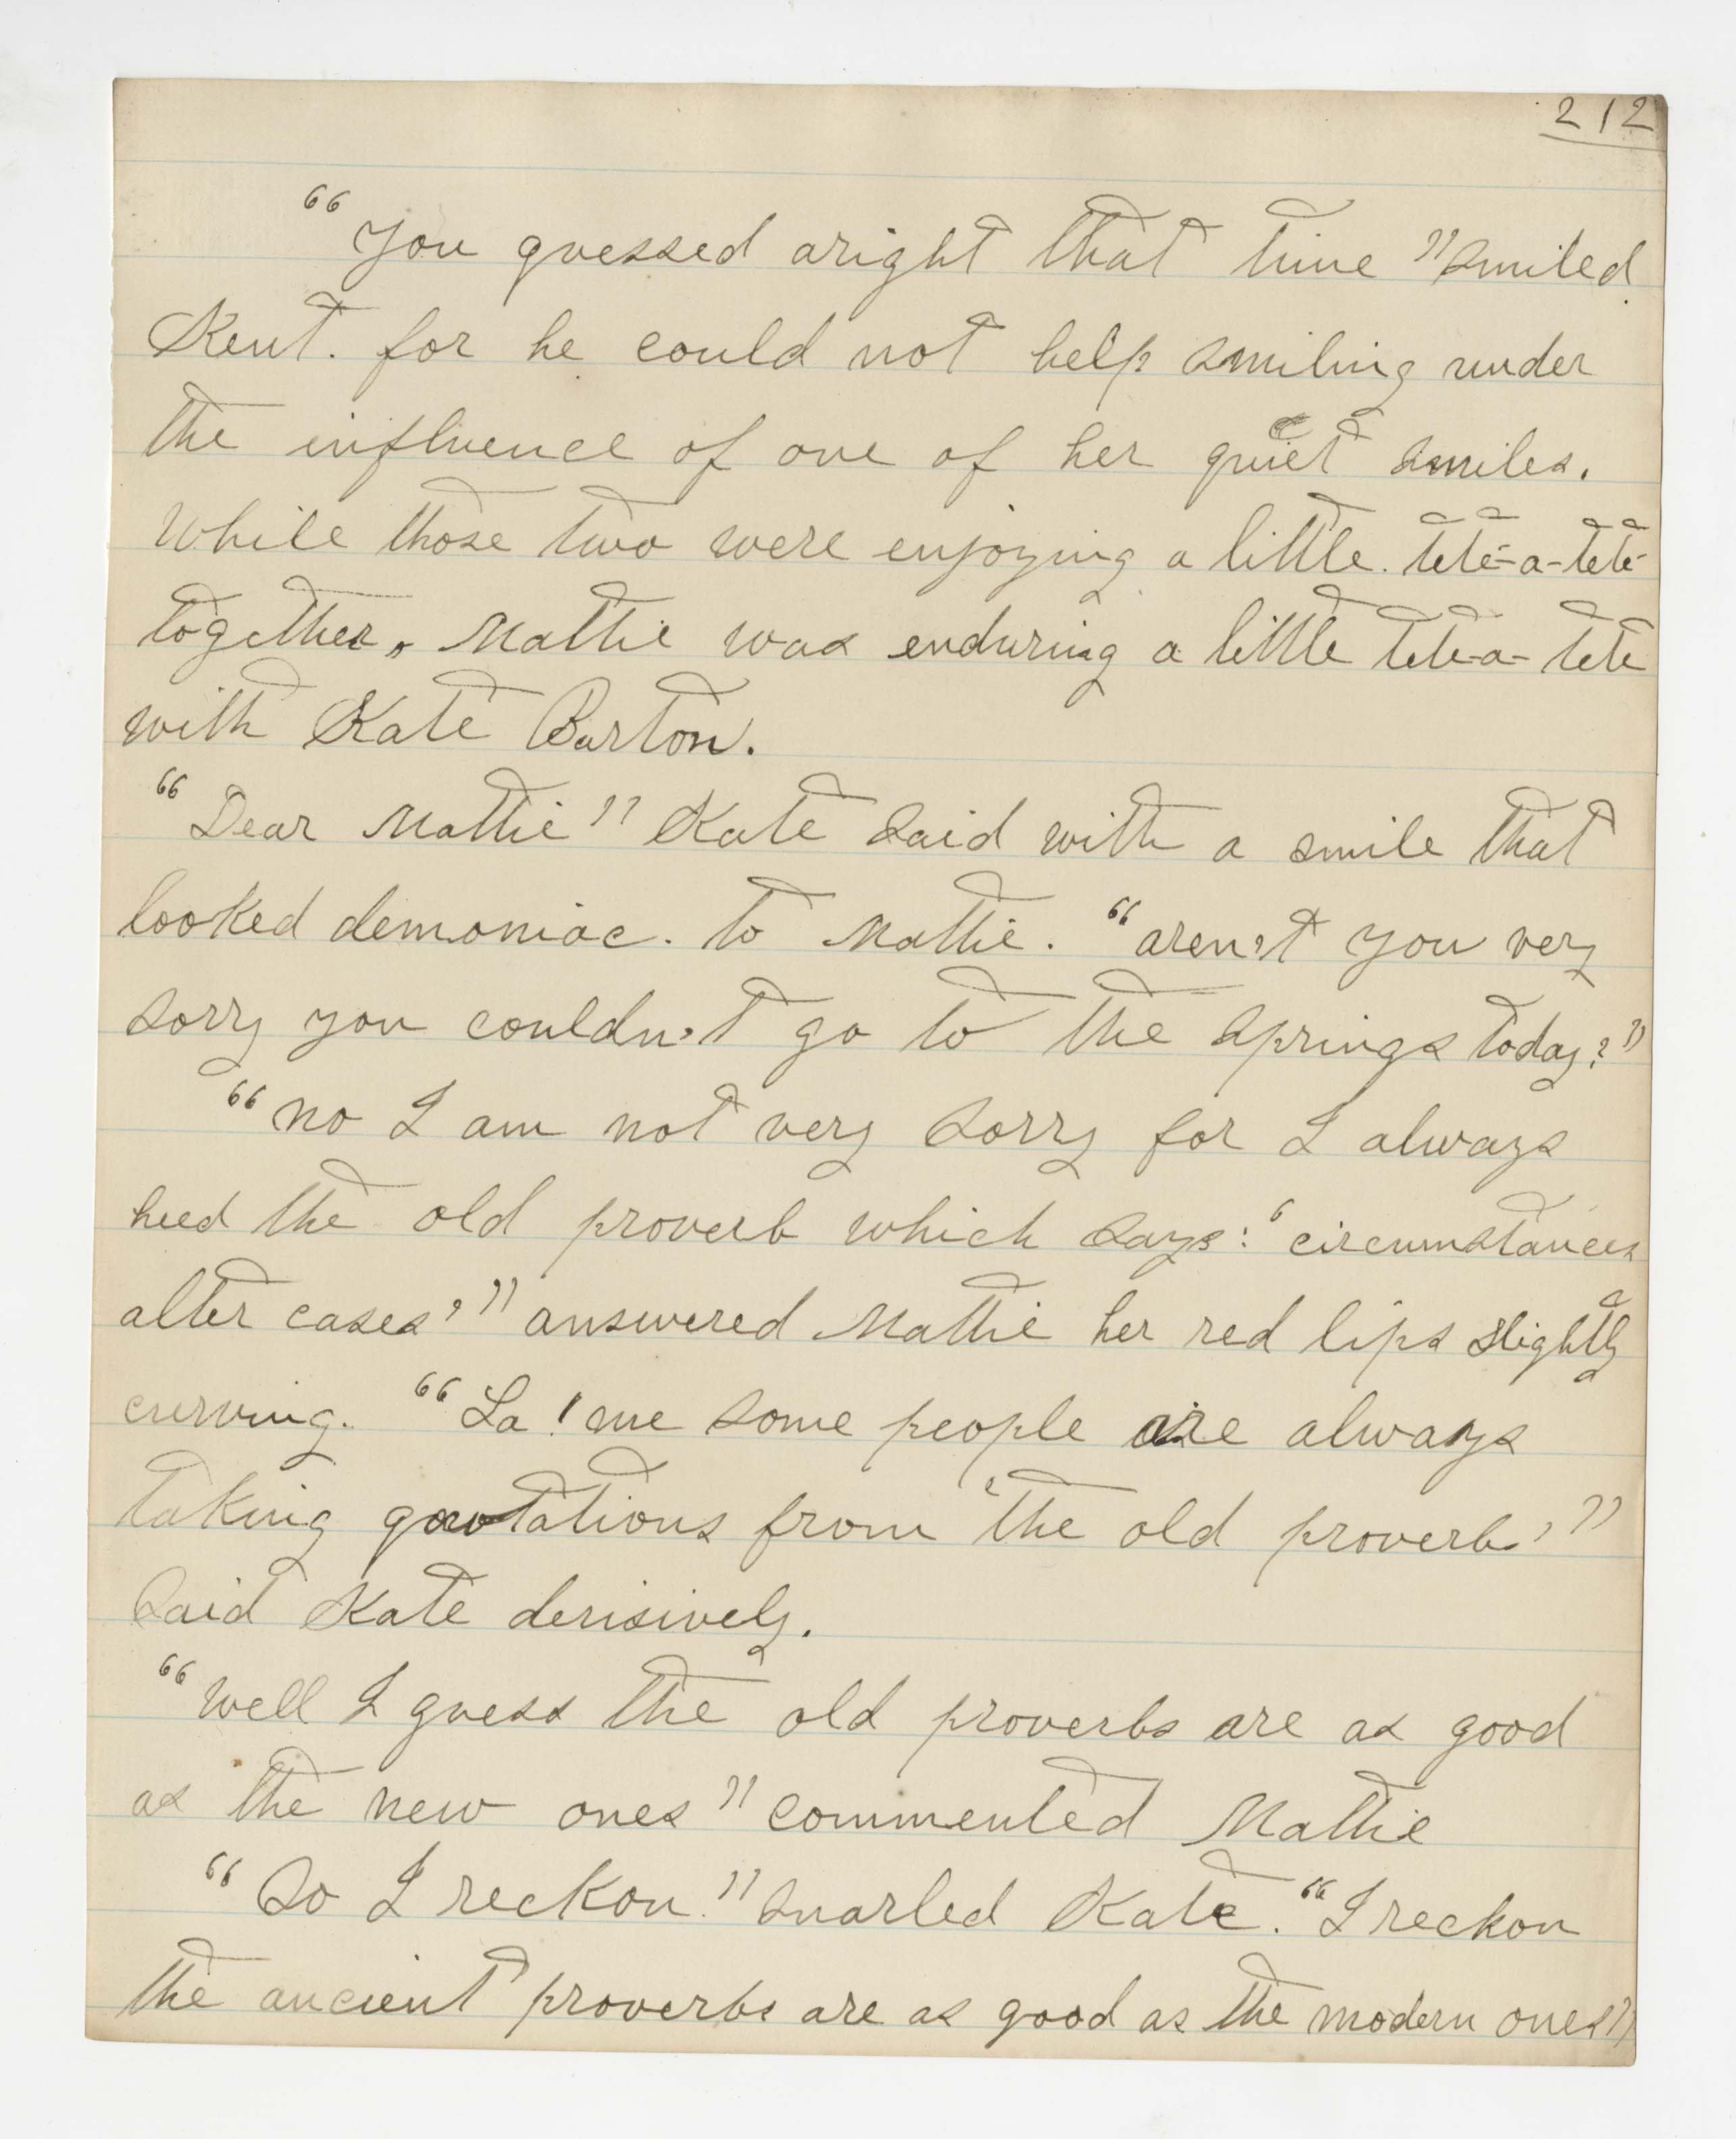 212
"You guessed aright that time" smiled
Kent. for he could not help smiling under
the influence of one of her quiet smiles.
While those two were enjoying a little. teté-a-teté
together, Mattie was enduring a little tete-a-tete
with Kate Barton.
"Dear Mattie" Kate said with a smile that
looked demoniac. to Mattie. "aren't you very
sorry you couldn't go to the springs today?"
"no I am not very sorry for I always
heed the old proverb which says: 'circumstances
alter cases'" answered Mattie her red lips slightly
curving. "La! me some people are always
taking quotations from 'the old proverb'"
said Kate derisively.
"well I guess the old proverbs are as good
as the new ones" commented Mattie
"So I reckon." snarled Kate. "I reckon
the ancient proverbs are as good as the modern ones"